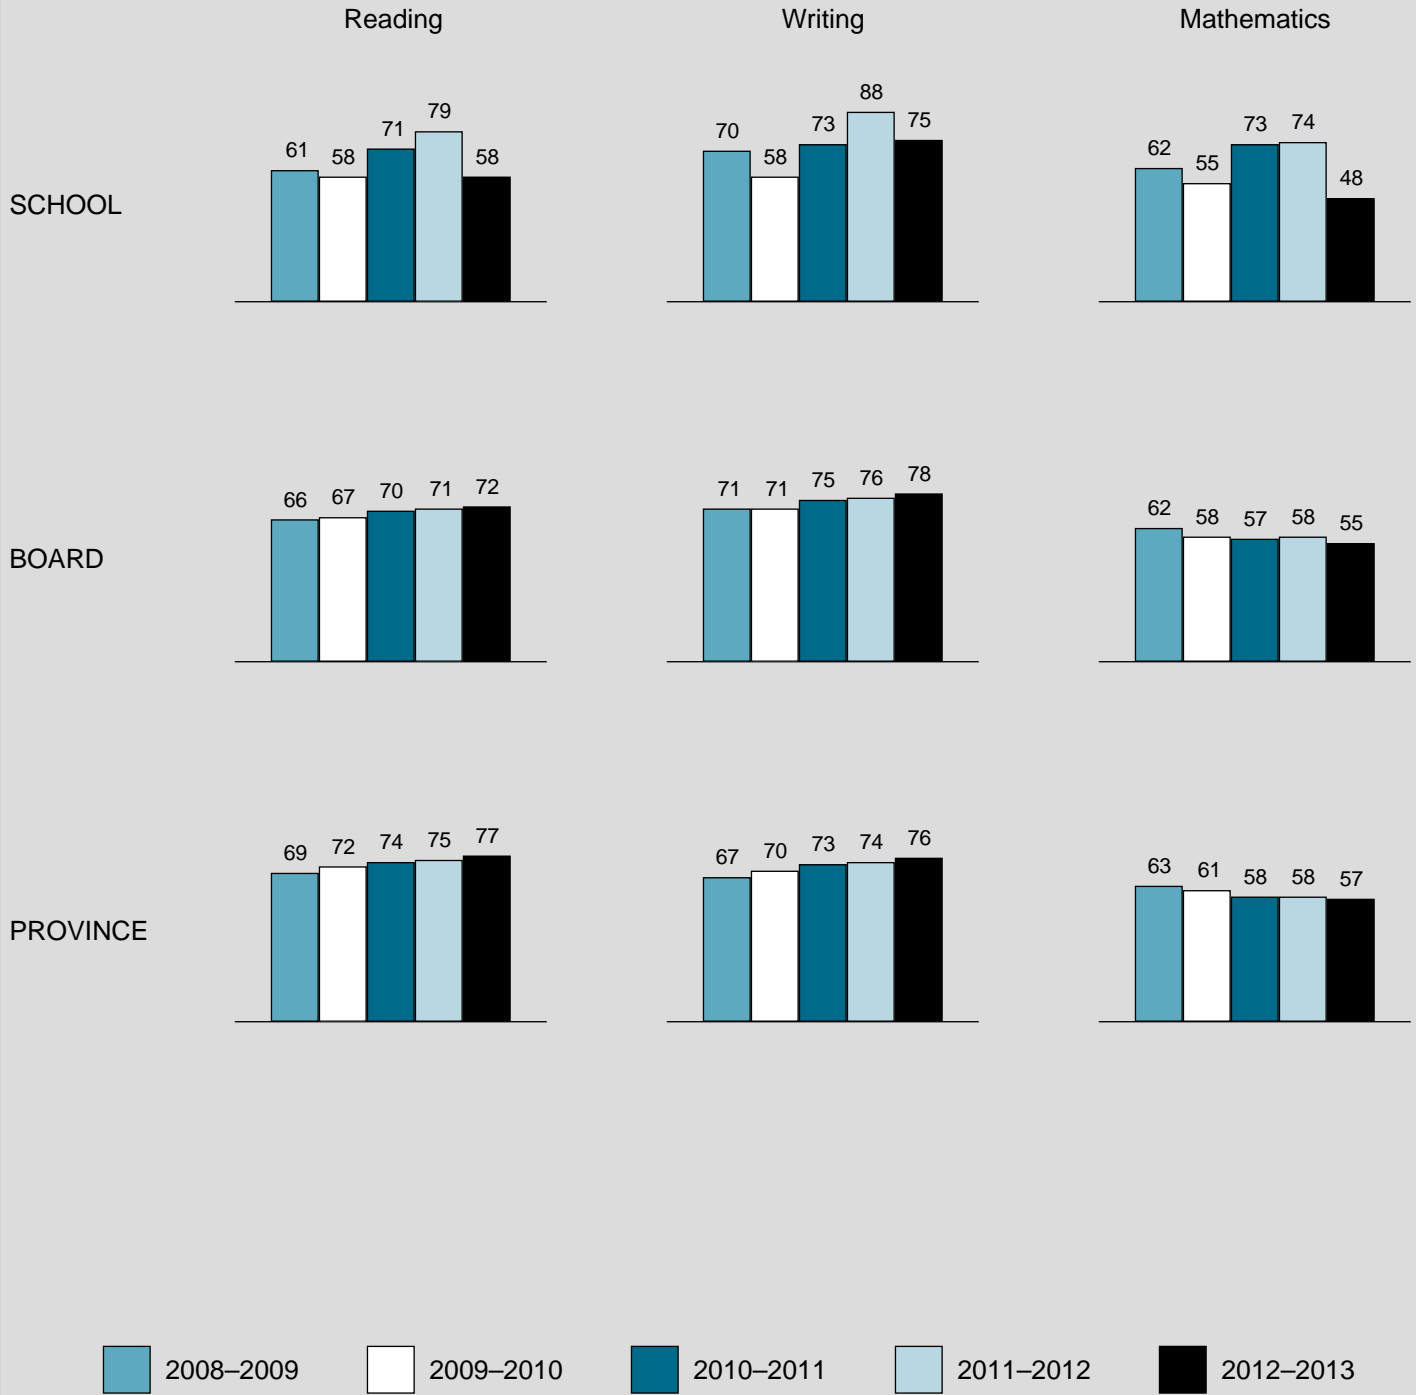 Reading Writing Mathematics
SCHOOL
61 58 71 79 58
70 58 73 88 75
62 55 73 74 48
BOARD
66 67 70 71 72
71 71 75 76 78
62 58 57 58 55
PROVINCE
69 72 74 75 77
67 70 73 74 76
63 61 58 58 57
2008–2009 2009–2010 2010–2011 2011–2012 2012–2013